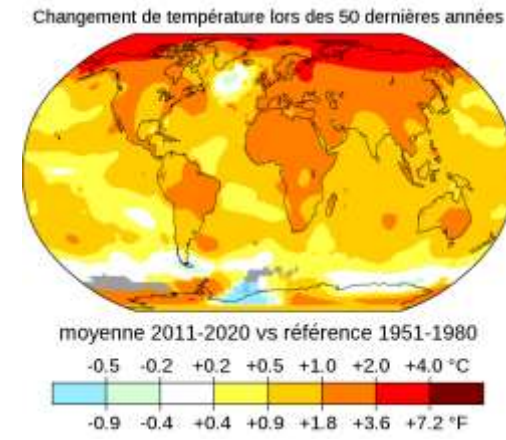 Changement de température lors des 50 dernières années
moyenne 2011-2020 vs référence 1951-1980
-0.5 -0.2 +0.2 +0.5 +1.0 +2.0 +4.0 °C
-0.9 -0.4 +0.4 +0.9 +1.8 +3.6 +7.2 °F